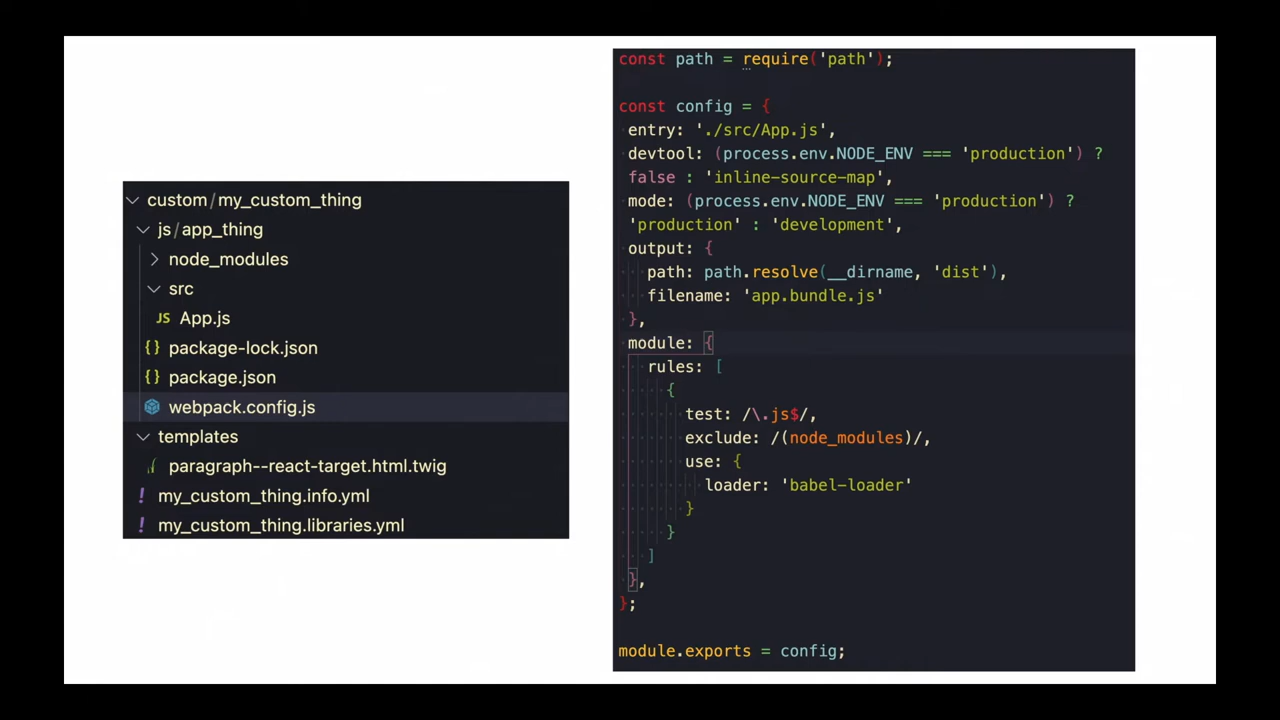 custom/my_custom_thing
js/app_thing
node_modules
src
JS App.js
{} package-lock.json
{} package.json
webpack.config.js
templates
paragraph--react-target.html.twig
! my_custom_thing.info.yml
! my_custom_thing.libraries.yml
const path = require('path');
const config = {
entry: './src/App.js',
devtool: (process.env.NODE_ENV === 'production') ?
false : 'inline-source-map',
mode: (process.env.NODE_ENV === 'production') ?
'production' : 'development',
output: {
path: path.resolve(__dirname, 'dist'),
filename: 'app.bundle.js'
},
module: {
rules: [
{
test: /\.js$/,
exclude: /(node_modules)/,
use: {
loader: 'babel-loader'
}
}
]
},
};
module.exports = config;